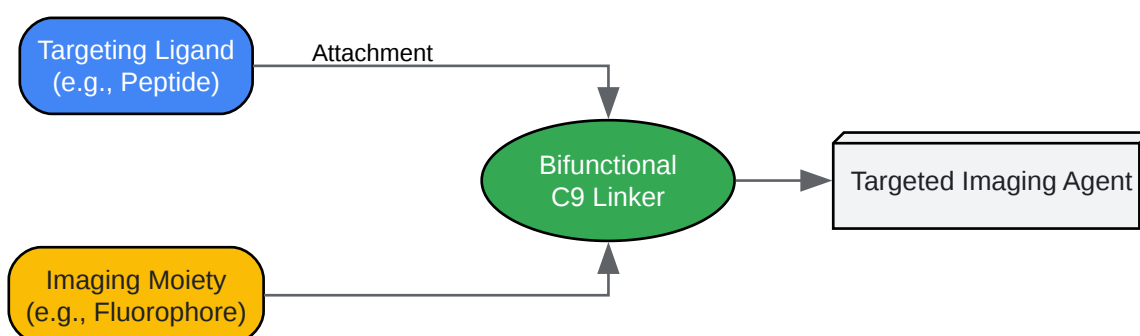 Targeting Ligand
(e.g., Peptide)
Attachment
Bifunctional
C9 Linker
Targeted Imaging Agent
Imaging Moiety
(e.g., Fluorophore)